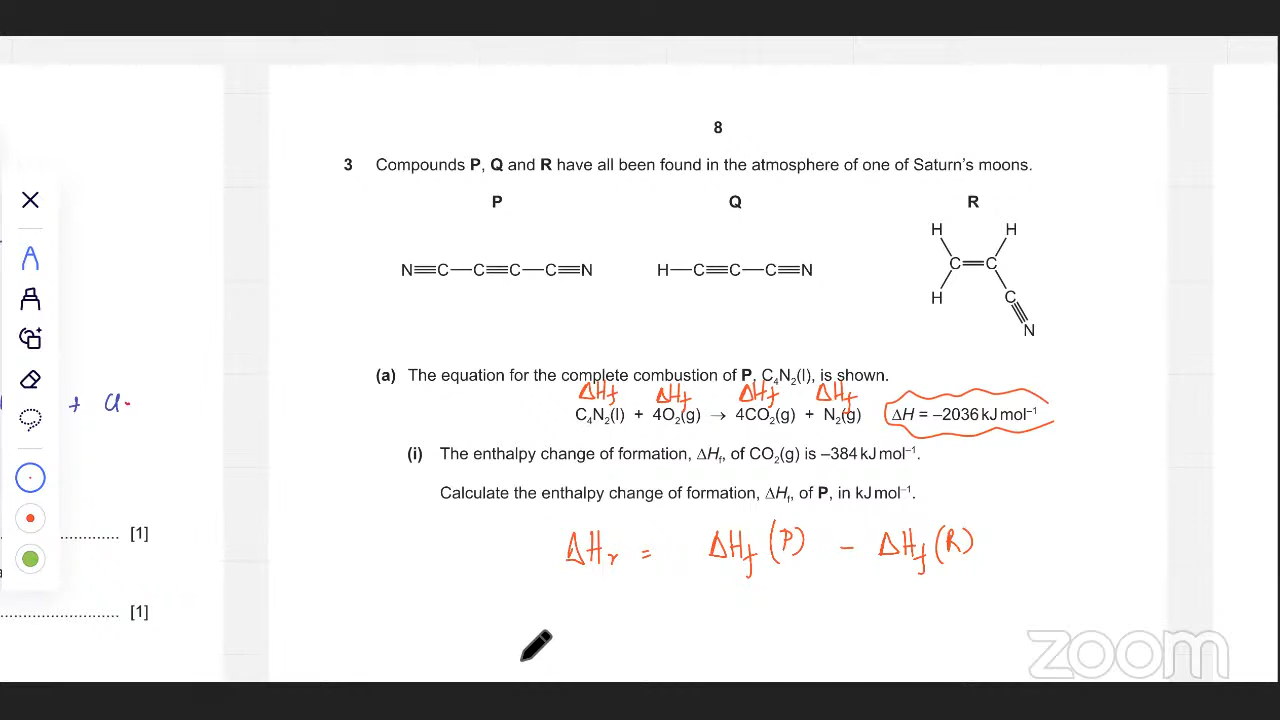 8
3 Compounds P, Q and R have all been found in the atmosphere of one of Saturn's moons.
P Q R
N≡C—C≡C—C≡N H—C≡C—C≡N
H H
C=C
H C
N
(a) The equation for the complete combustion of P, C₄N₂(l), is shown.
ΔHf ΔHf ΔHf ΔHf
C₄N₂(l) + 4O₂(g) → 4CO₂(g) + N₂(g) ΔH = –2036 kJ mol⁻¹
+ a
(i) The enthalpy change of formation, ΔHf, of CO₂(g) is –384 kJ mol⁻¹.
Calculate the enthalpy change of formation, ΔHf, of P, in kJ mol⁻¹.
[1]
ΔHr = ΔHf (P) – ΔHf (R)
[1]
zoom